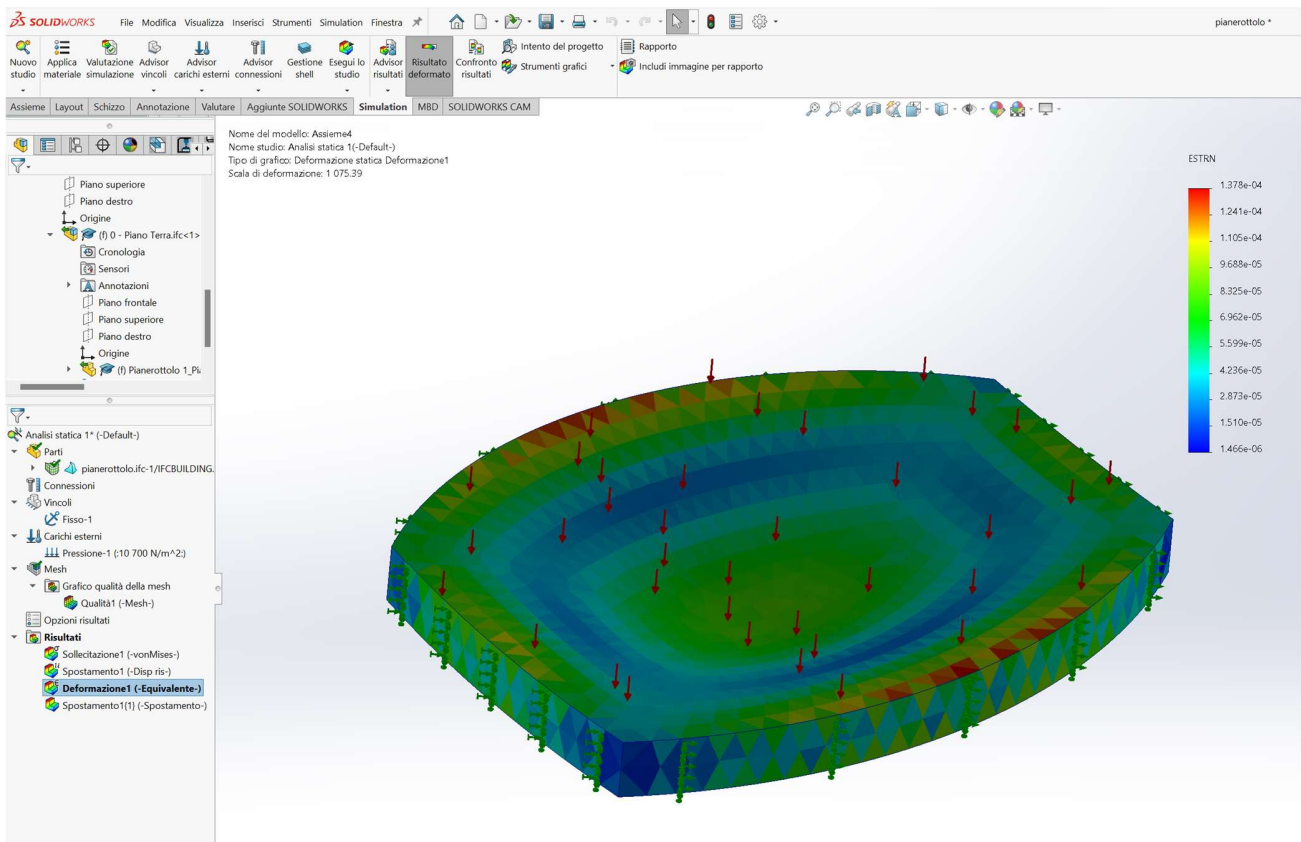 SOLIDWORKS File Modifica Visualizza Inserisci Strumenti Simulation Finestra pianerottolo *
Nuovo studio
Applica materiale
Valutazione simulazione
Advisor vincoli
Advisor carichi esterni
Advisor connessioni
Gestione shell
Esegui lo studio
Advisor risultati
Risultato deformato
Confronto risultati
Intento del progetto
Strumenti grafici
Rapporto
Includi immagine per rapporto
Assieme Layout Schizzo Annotazione Valutare Aggiunte SOLIDWORKS Simulation MBD SOLIDWORKS CAM
Piano superiore
Piano destro
Origine
(f) 0 - Piano Terra.ifc<1>
Cronologia
Sensori
Annotazioni
Piano frontale
Piano superiore
Piano destro
Origine
(f) Pianerottolo 1_Pi
Analisi statica 1* (-Default-)
Parti
pianerottolo.ifc-1/IFCBUILDING.
Connessioni
Vincoli
Fisso-1
Carichi esterni
Pressione-1 (:10 700 N/m^2:)
Mesh
Grafico qualità della mesh
Qualità1 (-Mesh-)
Opzioni risultati
Risultati
Sollecitazione1 (-vonMises-)
Spostamento1 (-Disp ris-)
Deformazione1 (-Equivalente-)
Spostamento1{1} (-Spostamento-)
Nome del modello: Assieme4
Nome studio: Analisi statica 1(-Default-)
Tipo di grafico: Deformazione statica Deformazione1
Scala di deformazione: 1 075.39
ESTRN
1.378e-04
1.241e-04
1.105e-04
9.688e-05
8.325e-05
6.962e-05
5.599e-05
4.236e-05
2.873e-05
1.510e-05
1.466e-06